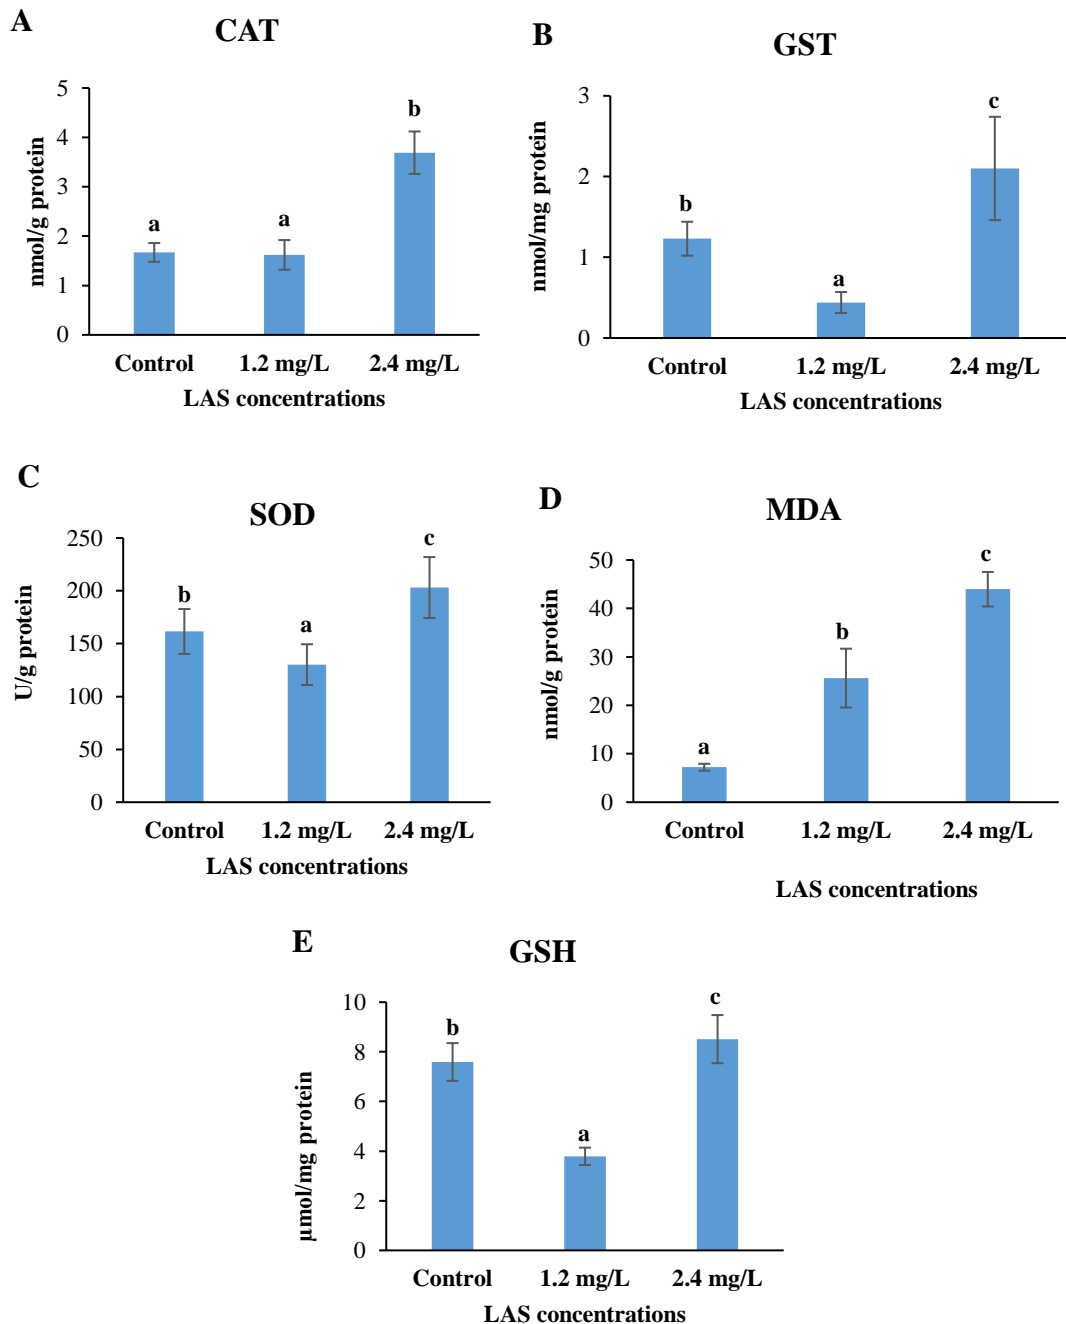 A
CAT
nmol/g protein
5
4
3
2
1
0
a
a
b
Control 1.2 mg/L 2.4 mg/L
LAS concentrations
B
GST
nmol/mg protein
3
2
1
0
b
a
c
Control 1.2 mg/L 2.4 mg/L
LAS concentrations
C
SOD
U/g protein
250
200
150
100
50
0
b
a
c
Control 1.2 mg/L 2.4 mg/L
LAS concentrations
D
MDA
nmol/g protein
50
40
30
20
10
0
a
b
c
Control 1.2 mg/L 2.4 mg/L
LAS concentrations
E
GSH
µmol/mg protein
10
8
6
4
2
0
b
a
c
Control 1.2 mg/L 2.4 mg/L
LAS concentrations